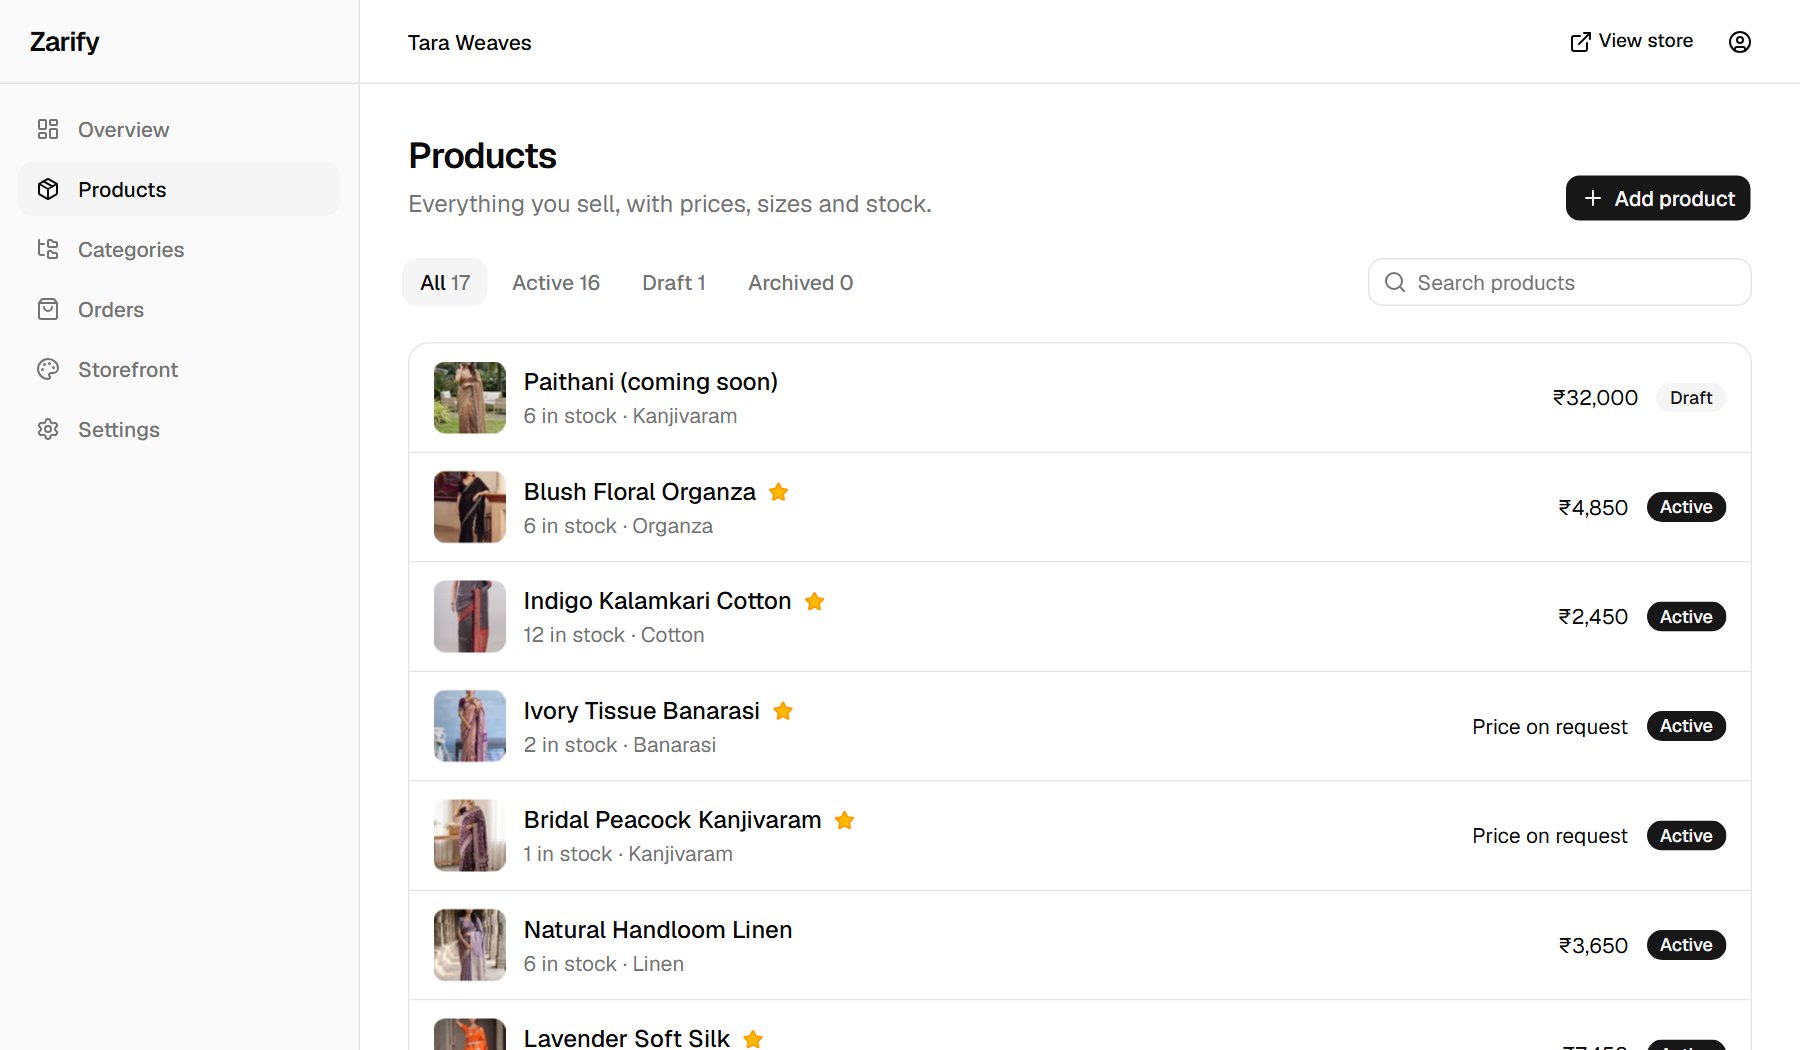 Zarify
Tara Weaves
View store
Overview
Products
Categories
Orders
Storefront
Settings
Products
Everything you sell, with prices, sizes and stock.
Add product
All 17
Active 16
Draft 1
Archived 0
Search products
Paithani (coming soon)
6 in stock · Kanjivaram
₹32,000
Draft
Blush Floral Organza
6 in stock · Organza
₹4,850
Active
Indigo Kalamkari Cotton
12 in stock · Cotton
₹2,450
Active
Ivory Tissue Banarasi
2 in stock · Banarasi
Price on request
Active
Bridal Peacock Kanjivaram
1 in stock · Kanjivaram
Price on request
Active
Natural Handloom Linen
6 in stock · Linen
₹3,650
Active
Lavender Soft Silk